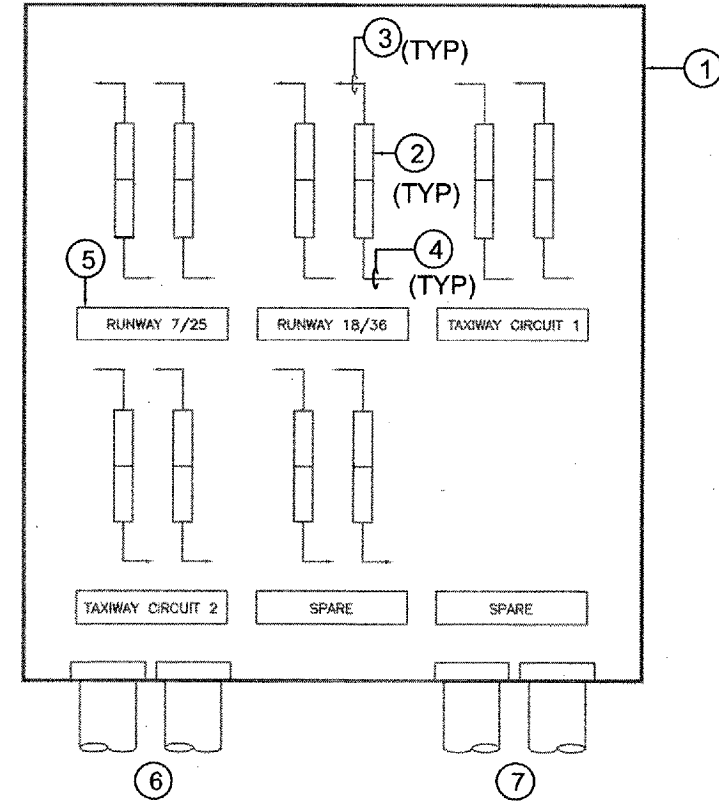 3 (TYP)
1
2 (TYP)
4 (TYP)
5
RUNWAY 7/25
RUNWAY 18/36
TAXIWAY CIRCUIT 1
TAXIWAY CIRCUIT 2
SPARE
SPARE
6
7